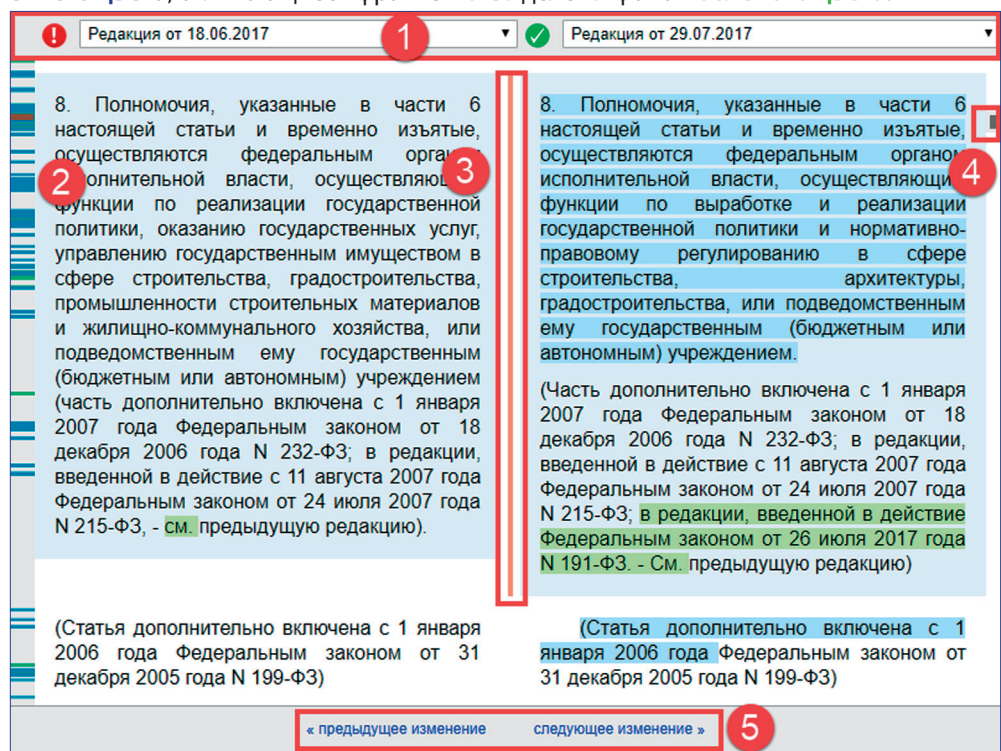 Редакция от 18.06.2017 ▼ 1 Редакция от 29.07.2017 ▼
8. Полномочия, указанные в части 6
настоящей статьи и временно изъятые,
осуществляются федеральным
власти,
функции по реализации государственной
политики, оказанию государственных услуг,
управлению государственным имуществом в
сфере строительства, градостроительства,
промышленности строительных материалов
и жилищно-коммунального хозяйства, или
подведомственным ему государственным
(бюджетным или автономным) учреждением
(часть дополнительно включена с 1 января
2007 года Федеральным законом от 18
декабря 2006 года N 232-ФЗ; в редакции,
введенной в действие с 11 августа 2007 года
Федеральным законом от 24 июля 2007 года
N 215-ФЗ, - см. предыдущую редакцию).
(Статья дополнительно включена с 1 января
2006 года Федеральным законом от 31
декабря 2005 года N 199-ФЗ)
2
3
8. Полномочия, указанные в части 6
настоящей статьи и временно изъятые,
осуществляются федеральным органом
исполнительной власти,
функции по выработке и реализации
государственной политики и нормативно-
правовому регулированию в сфере
строительства, архитектуры,
градостроительства, или подведомственным
ему государственным (бюджетным или
автономным) учреждением.
(Часть дополнительно включена с 1 января
2007 года Федеральным законом от 18
декабря 2006 года N 232-ФЗ; в редакции,
введенной в действие с 11 августа 2007 года
Федеральным законом от 24 июля 2007 года
N 215-ФЗ; в редакции, введенной в действие
Федеральным законом от 26 июля 2017 года
N 191-ФЗ. - См. предыдущую редакцию)
(Статья дополнительно включена с 1
января 2006 года Федеральным законом от
31 декабря 2005 года N 199-ФЗ)
4
« предыдущее изменение следующее изменение » 5